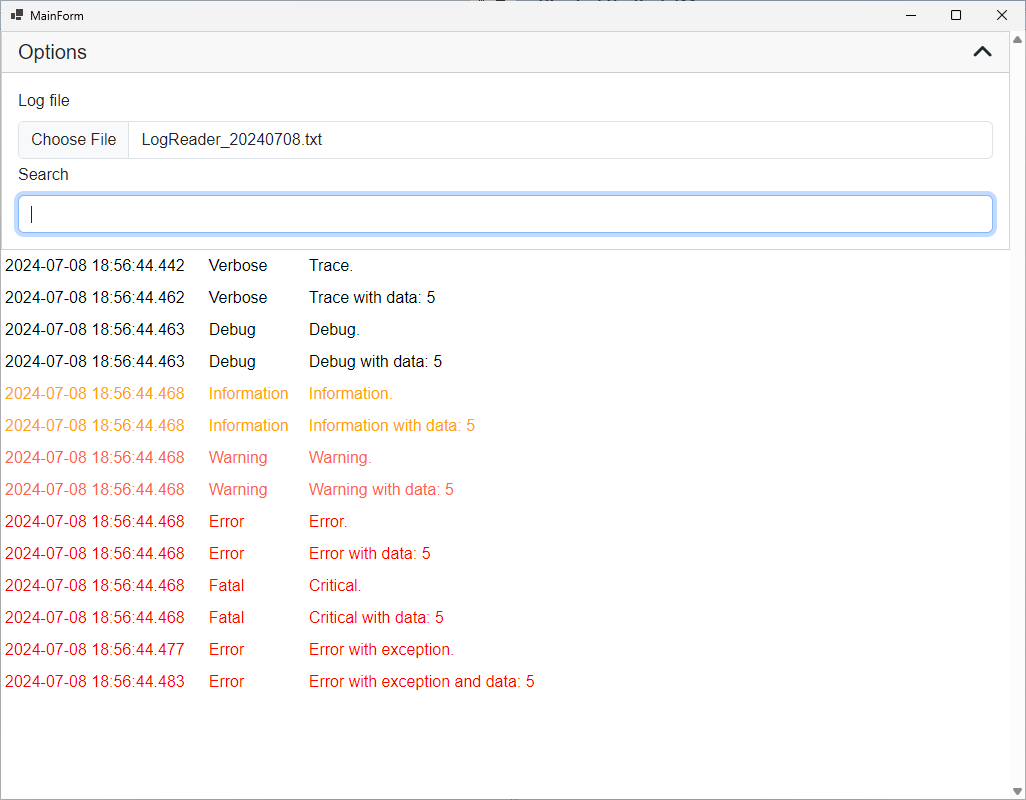 MainForm
Options
Log file
Choose File LogReader_20240708.txt
Search
2024-07-08 18:56:44.442 Verbose Trace.
2024-07-08 18:56:44.462 Verbose Trace with data: 5
2024-07-08 18:56:44.463 Debug Debug.
2024-07-08 18:56:44.463 Debug Debug with data: 5
2024-07-08 18:56:44.468 Information Information.
2024-07-08 18:56:44.468 Information Information with data: 5
2024-07-08 18:56:44.468 Warning Warning.
2024-07-08 18:56:44.468 Warning Warning with data: 5
2024-07-08 18:56:44.468 Error Error.
2024-07-08 18:56:44.468 Error Error with data: 5
2024-07-08 18:56:44.468 Fatal Critical.
2024-07-08 18:56:44.468 Fatal Critical with data: 5
2024-07-08 18:56:44.477 Error Error with exception.
2024-07-08 18:56:44.483 Error Error with exception and data: 5